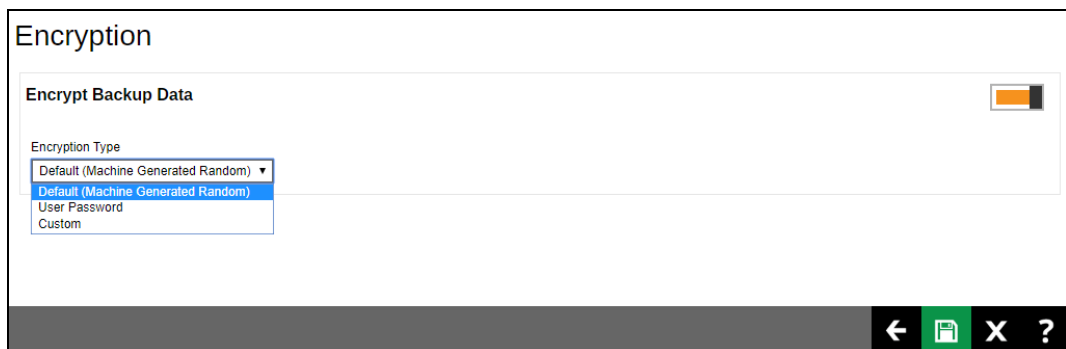 Encryption
Encrypt Backup Data
Encryption Type
Default (Machine Generated Random)
Default (Machine Generated Random)
User Password
Custom
X ?